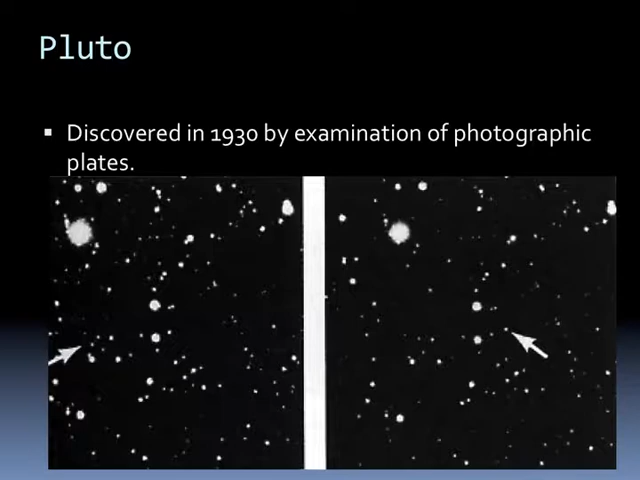 Pluto
▪ Discovered in 1930 by examination of photographic
plates.